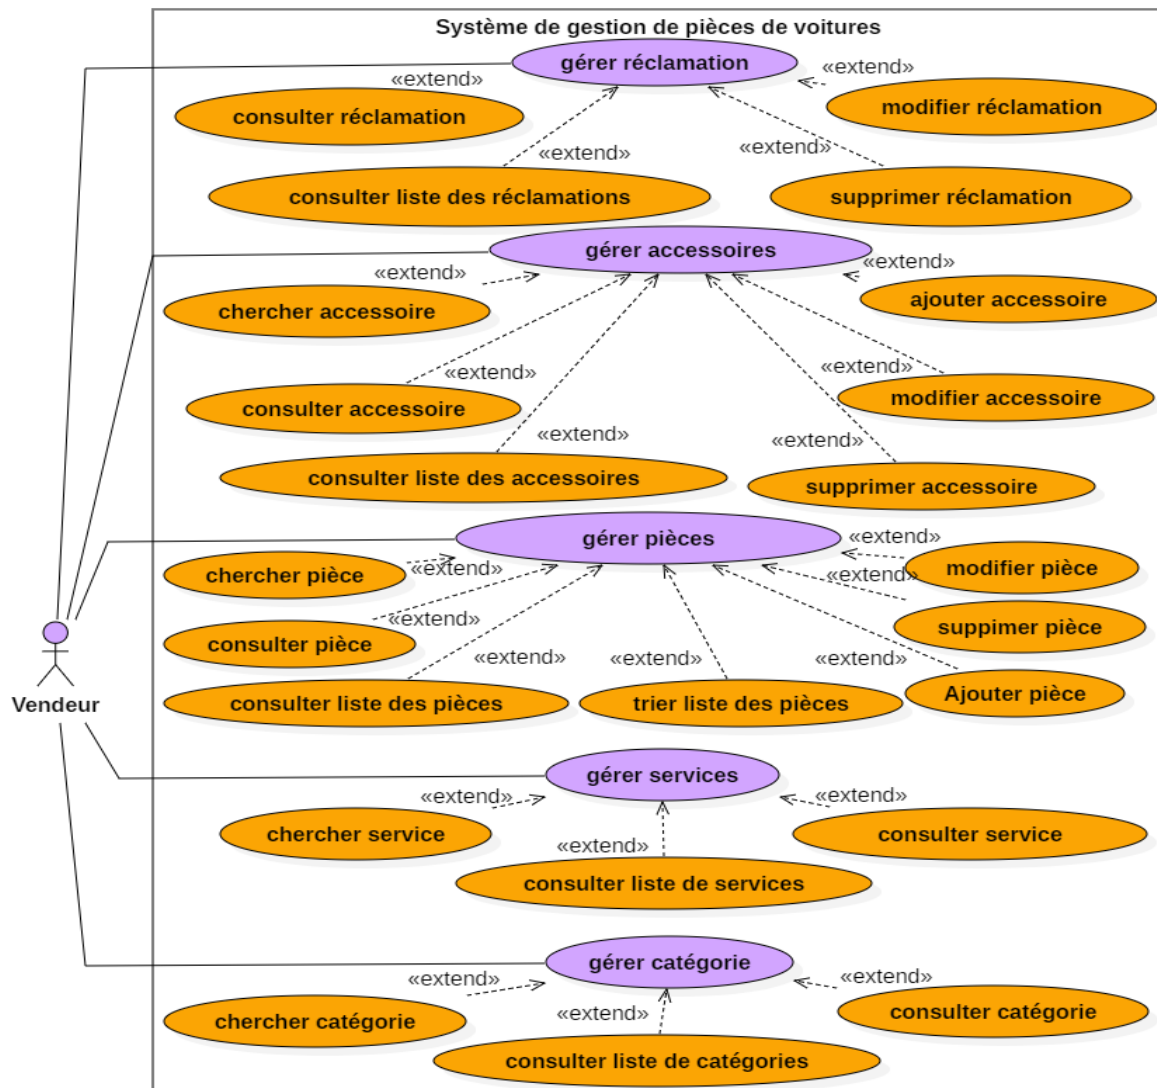 Système de gestion de pièces de voitures
gérer réclamation
«extend»
«extend»
consulter réclamation
modifier réclamation
«extend»
«extend»
consulter liste des réclamations
supprimer réclamation
gérer accessoires
«extend»
«extend»
chercher accessoire
ajouter accessoire
«extend»
«extend»
consulter accessoire
modifier accessoire
«extend»
«extend»
consulter liste des accessoires
supprimer accessoire
gérer pièces
«extend»
chercher pièce
«extend»
«extend»
modifier pièce
«extend»
consulter pièce
suppimer pièce
«extend»
«extend»
«extend»
consulter liste des pièces
trier liste des pièces
Ajouter pièce
Vendeur
gérer services
«extend»
«extend»
chercher service
consulter service
«extend»
consulter liste de services
gérer catégorie
«extend»
«extend»
chercher catégorie
consulter catégorie
«extend»
consulter liste de catégories